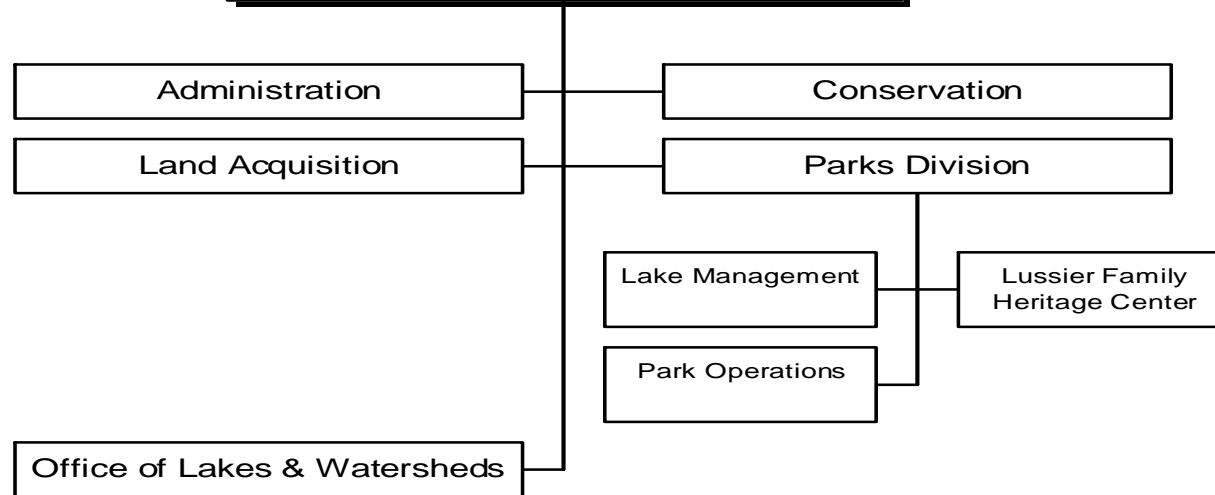 Administration
Conservation
Land Acquisition
Parks Division
Lake Management
Lussier Family
Heritage Center
Park Operations
Office of Lakes & Watersheds